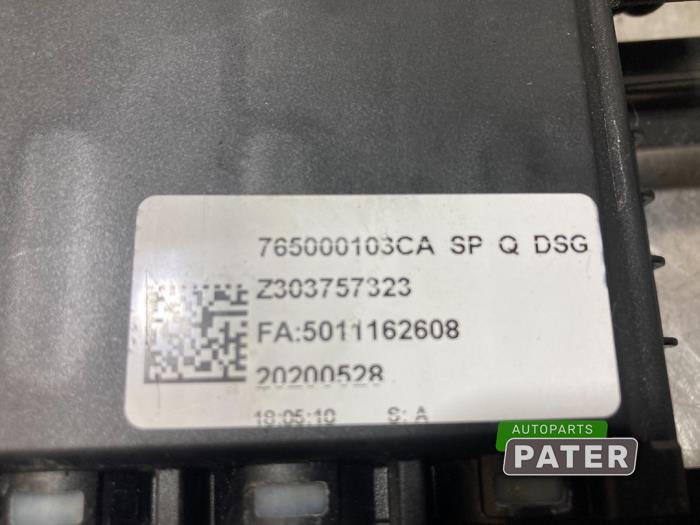 765000103CA SP Q DSG
Z303757323
FA:5011162608
20200528
18:05:10 S: A
AUTOPARTS
PATER